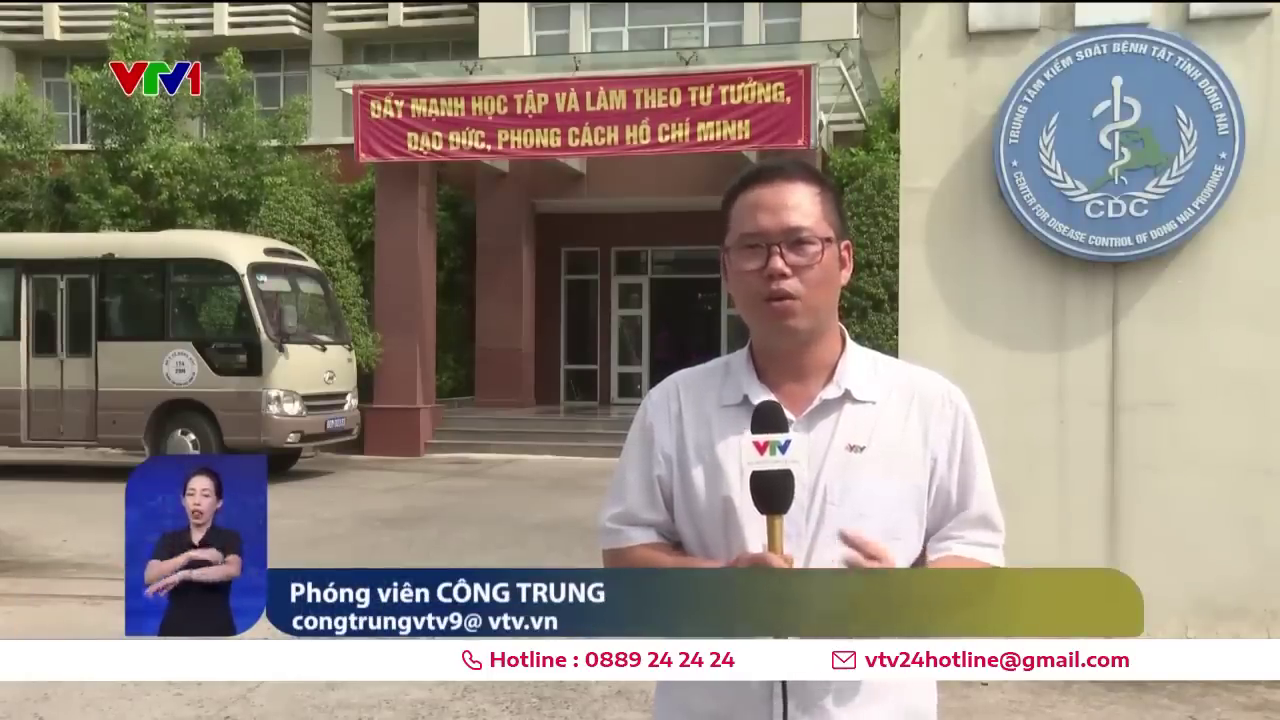 VTV1
ĐẨY MẠNH HỌC TẬP VÀ LÀM THEO TƯ TƯỞNG,
ĐẠO ĐỨC, PHONG CÁCH HỒ CHÍ MINH
TRUNG TÂM KIỂM SOÁT BỆNH TẬT TỈNH ĐỒNG NAI
CDC
CENTER FOR DISEASE CONTROL OF DONG NAI PROVINCE
VTV
VTV
Phóng viên CÔNG TRUNG
congtrungvtv9@ vtv.vn
Hotline : 0889 24 24 24
vtv24hotline@gmail.com